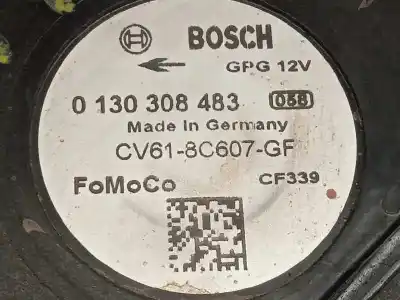 BOSCH
GPG 12V
0 130 308 483 058
Made In Germany
CV61-8C607-GF
FoMoCo CF339